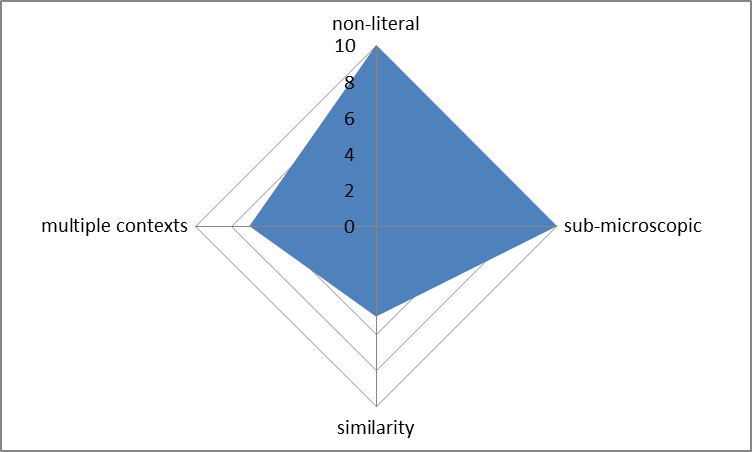 non-literal
10
8
6
4
2
0
multiple contexts
sub-microscopic
similarity